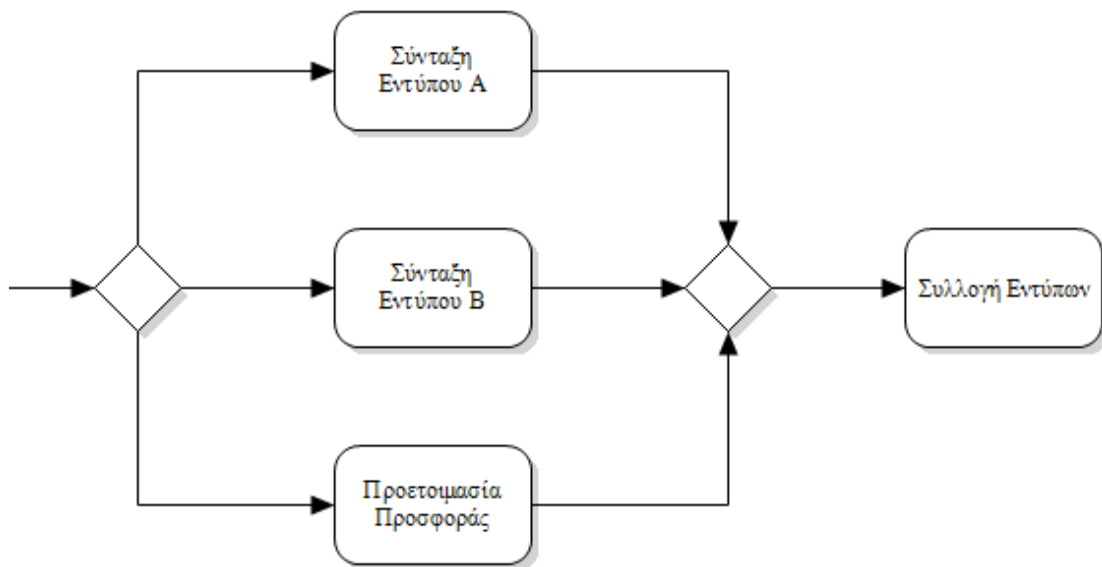 Σύνταξη
Εντύπου Α
Σύνταξη
Εντύπου Β
Συλλογή Εντύπων
Προετοιμασία
Προσφοράς